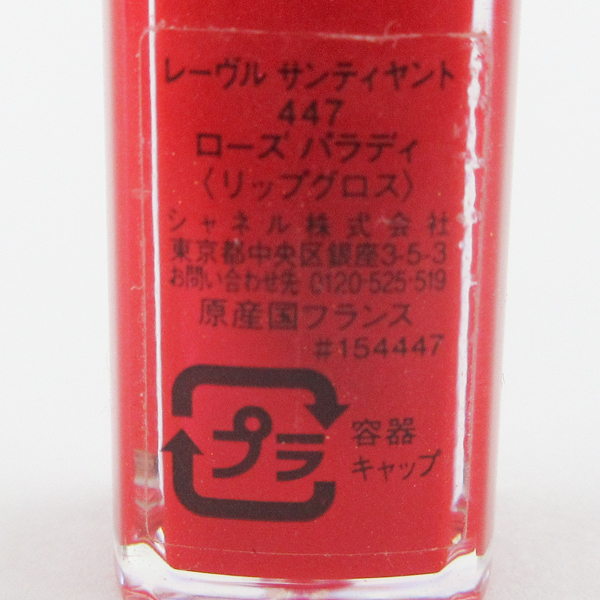 レーヴル サンティヤント
447
ローズ パラディ
〈リップグロス〉
シャネル株式会社
東京都中央区銀座3-5-3
お問い合わせ先 0120-525-519
原産国フランス
#154447
プラ
容器
キャップ